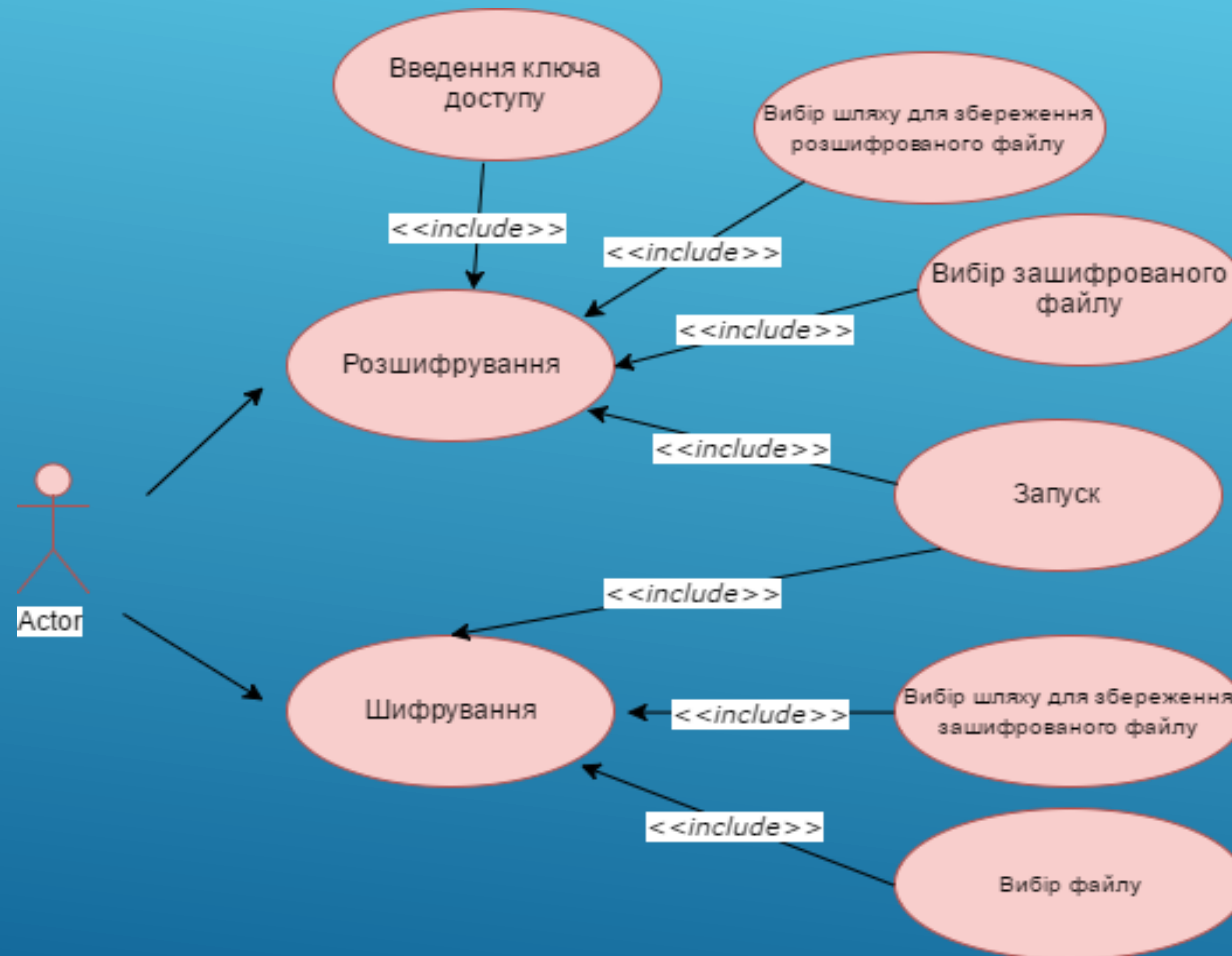 Введення ключа
доступу
Вибір шляху для збереження
розшифрованого файлу
<<include>>
<<include>>
Вибір зашифрованого
файлу
<<include>>
Розшифрування
<<include>>
Запуск
<<include>>
Actor
Шифрування
<<include>>
Вибір шляху для збереження
зашифрованого файлу
<<include>>
Вибір файлу